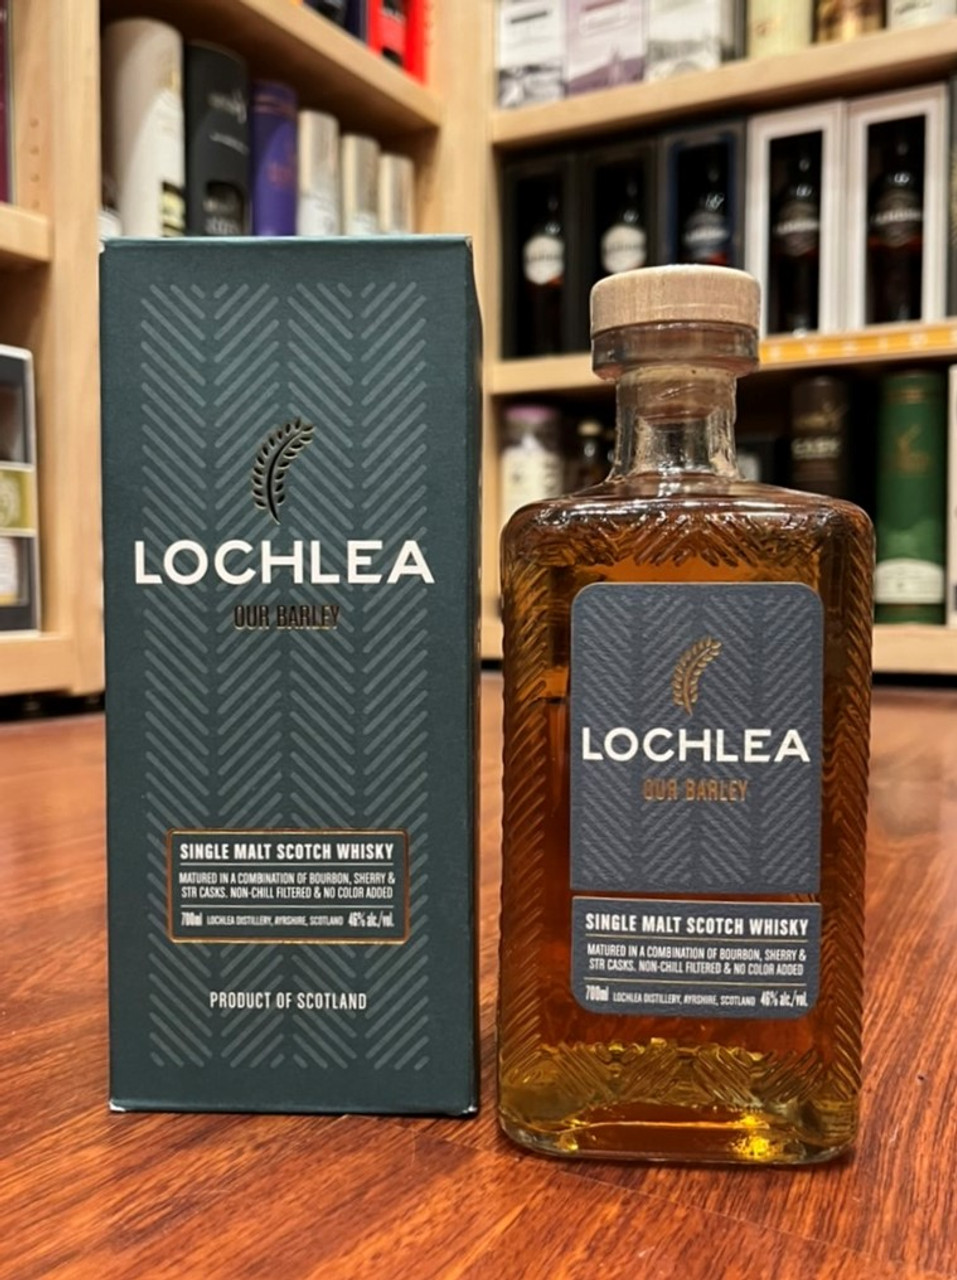 LOCHLEA
OUR BARLEY
SINGLE MALT SCOTCH WHISKY
MATURED IN A COMBINATION OF BOURBON, SHERRY &
STR CASKS. NON-CHILL FILTERED & NO COLOR ADDED
700ml LOCHLEA DISTILLERY, AYRSHIRE, SCOTLAND 46% alc./vol.
PRODUCT OF SCOTLAND
LOCHLEA
OUR BARLEY
SINGLE MALT SCOTCH WHISKY
MATURED IN A COMBINATION OF BOURBON, SHERRY &
STR CASKS. NON-CHILL FILTERED & NO COLOR ADDED
700ml LOCHLEA DISTILLERY, AYRSHIRE, SCOTLAND 46% alc./vol.